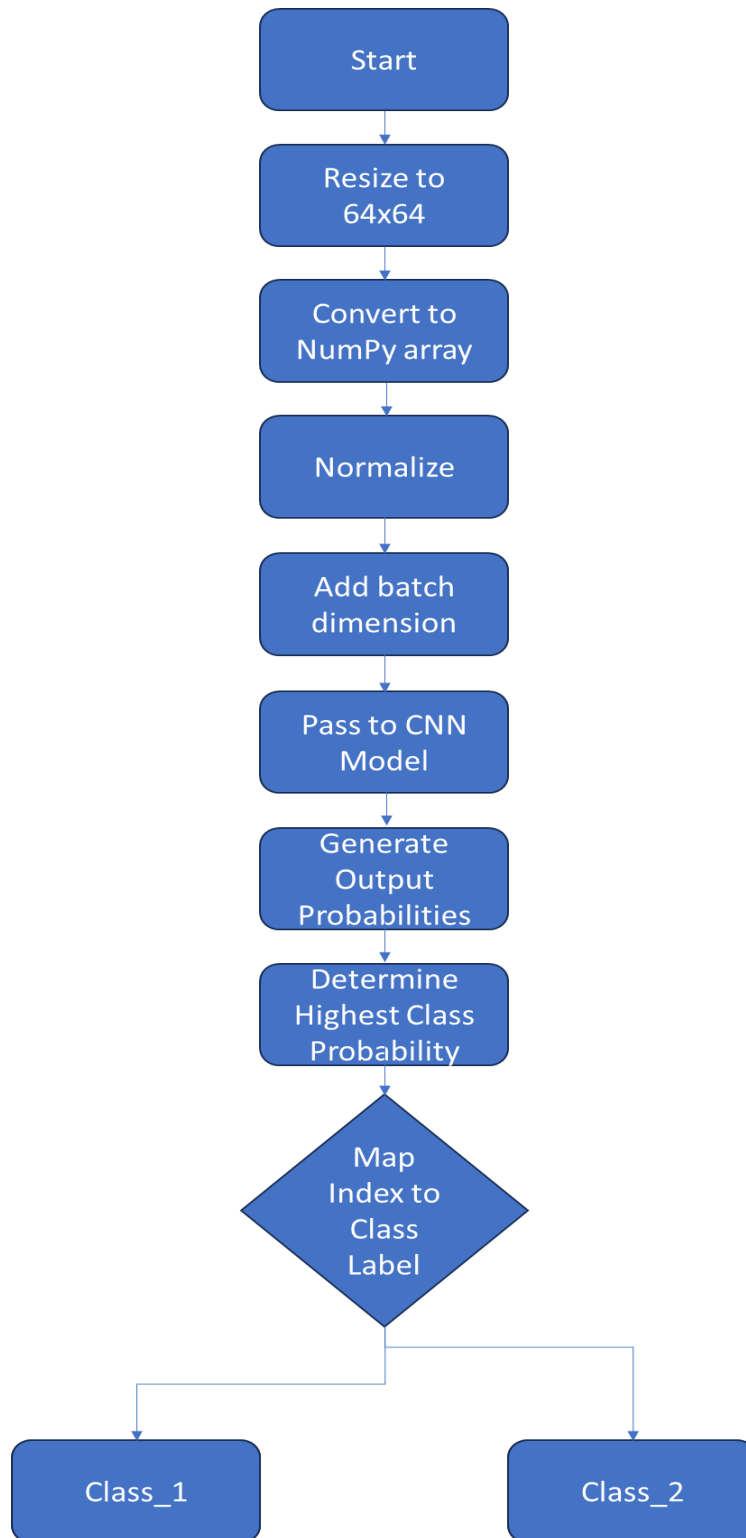 Start
Resize to
64x64
Convert to
NumPy array
Normalize
Add batch
dimension
Pass to CNN
Model
Generate
Output
Probabilities
Determine
Highest Class
Probability
Map
Index to
Class
Label
Class_1
Class_2